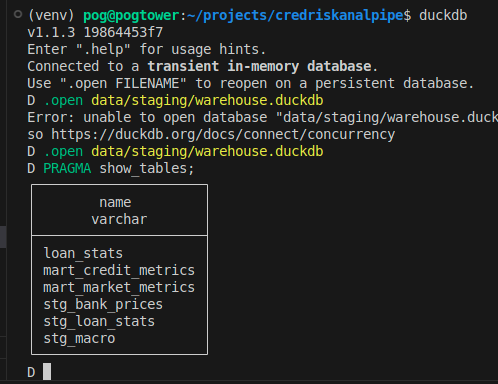 (venv) pog@pogtower:~/projects/credriskanalpipe$ duckdb
v1.1.3 19864453f7
Enter ".help" for usage hints.
Connected to a transient in-memory database.
Use ".open FILENAME" to reopen on a persistent database.
D .open data/staging/warehouse.duckdb
Error: unable to open database "data/staging/warehouse.duck
so https://duckdb.org/docs/connect/concurrency
D .open data/staging/warehouse.duckdb
D PRAGMA show_tables;
name
varchar
loan_stats
mart_credit_metrics
mart_market_metrics
stg_bank_prices
stg_loan_stats
stg_macro
D